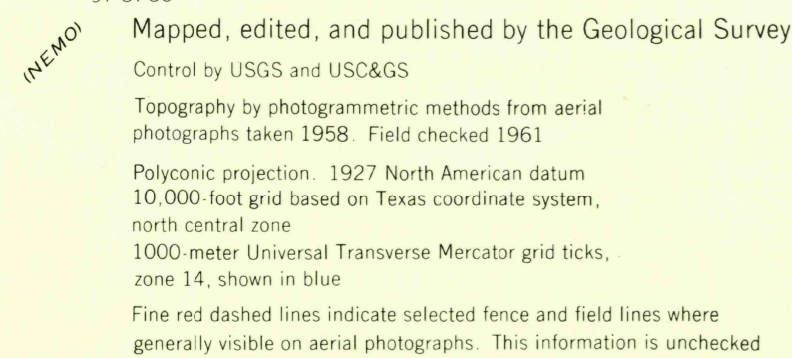 (NEMO)
Mapped, edited, and published by the Geological Survey
Control by USGS and USC&GS
Topography by photogrammetric methods from aerial
photographs taken 1958. Field checked 1961
Polyconic projection. 1927 North American datum
10,000-foot grid based on Texas coordinate system,
north central zone
1000-meter Universal Transverse Mercator grid ticks,
zone 14, shown in blue
Fine red dashed lines indicate selected fence and field lines where
generally visible on aerial photographs. This information is unchecked